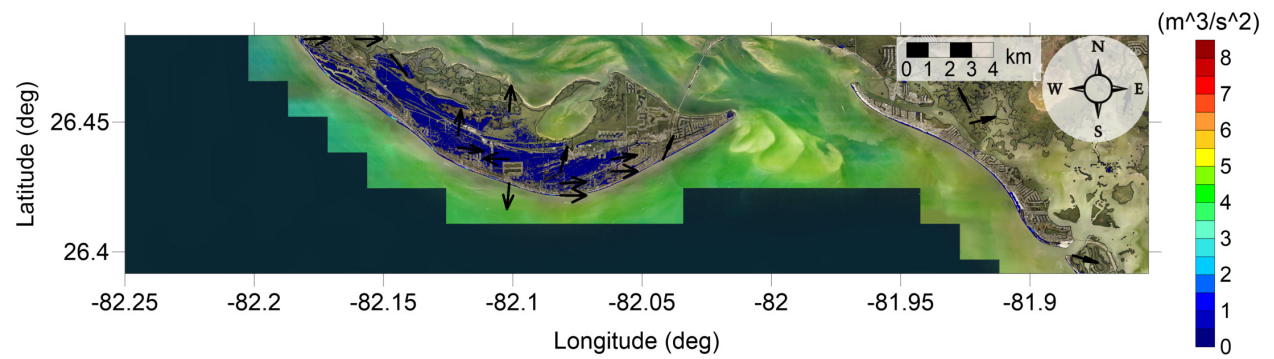 (m^3/s^2)
Latitude (deg)
26.45
26.4
km
0 1 2 3 4
N
W E
S
8
7
6
5
4
3
2
1
0
-82.25 -82.2 -82.15 -82.1 -82.05 -82 -81.95 -81.9
Longitude (deg)